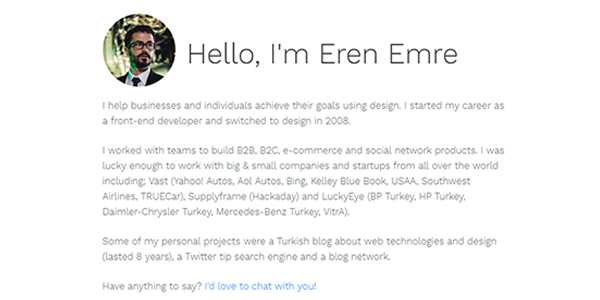 Hello, I'm Eren Emre
I help businesses and individuals achieve their goals using design. I started my career as
a front-end developer and switched to design in 2008.
I worked with teams to build B2B, B2C, e-commerce and social network products. I was
lucky enough to work with big & small companies and startups from all over the world
including; Vast (Yahoo! Autos, Aol Autos, Bing, Kelley Blue Book, USAA, Southwest
Airlines, TRUECar), Supplyframe (Hackaday) and LuckyEye (BP Turkey, HP Turkey,
Daimler-Chrysler Turkey, Mercedes-Benz Turkey, VitrA).
Some of my personal projects were a Turkish blog about web technologies and design
(lasted 8 years), a Twitter tip search engine and a blog network.
Have anything to say? I'd love to chat with you!